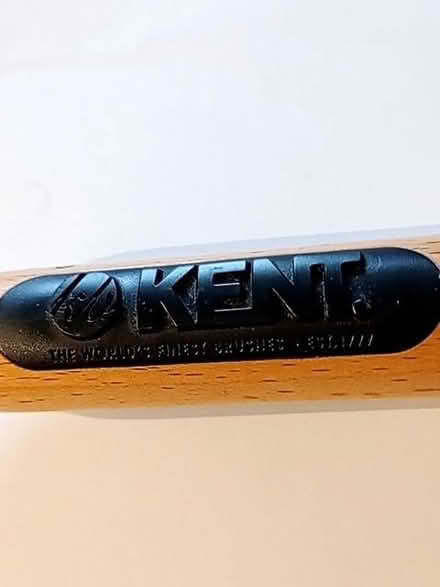 KENT.
THE WORLD'S FINEST BRUSHES · EST.1777